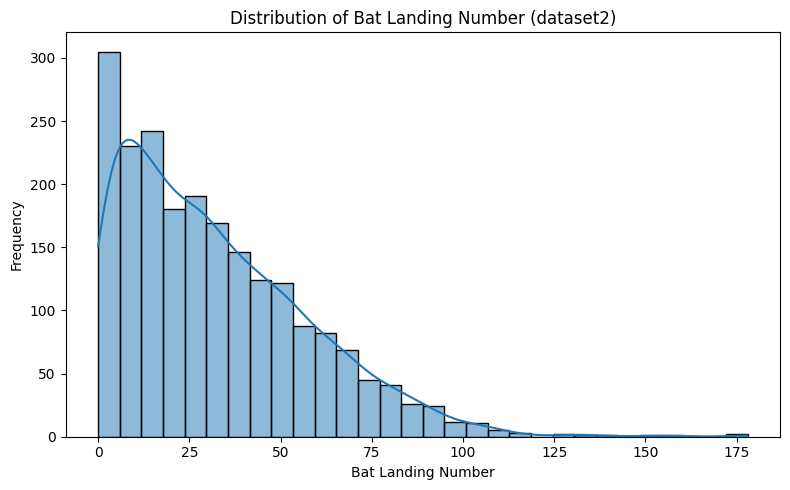 Distribution of Bat Landing Number (dataset2)
Frequency
300
250
200
150
100
50
0
0 25 50 75 100 125 150 175
Bat Landing Number